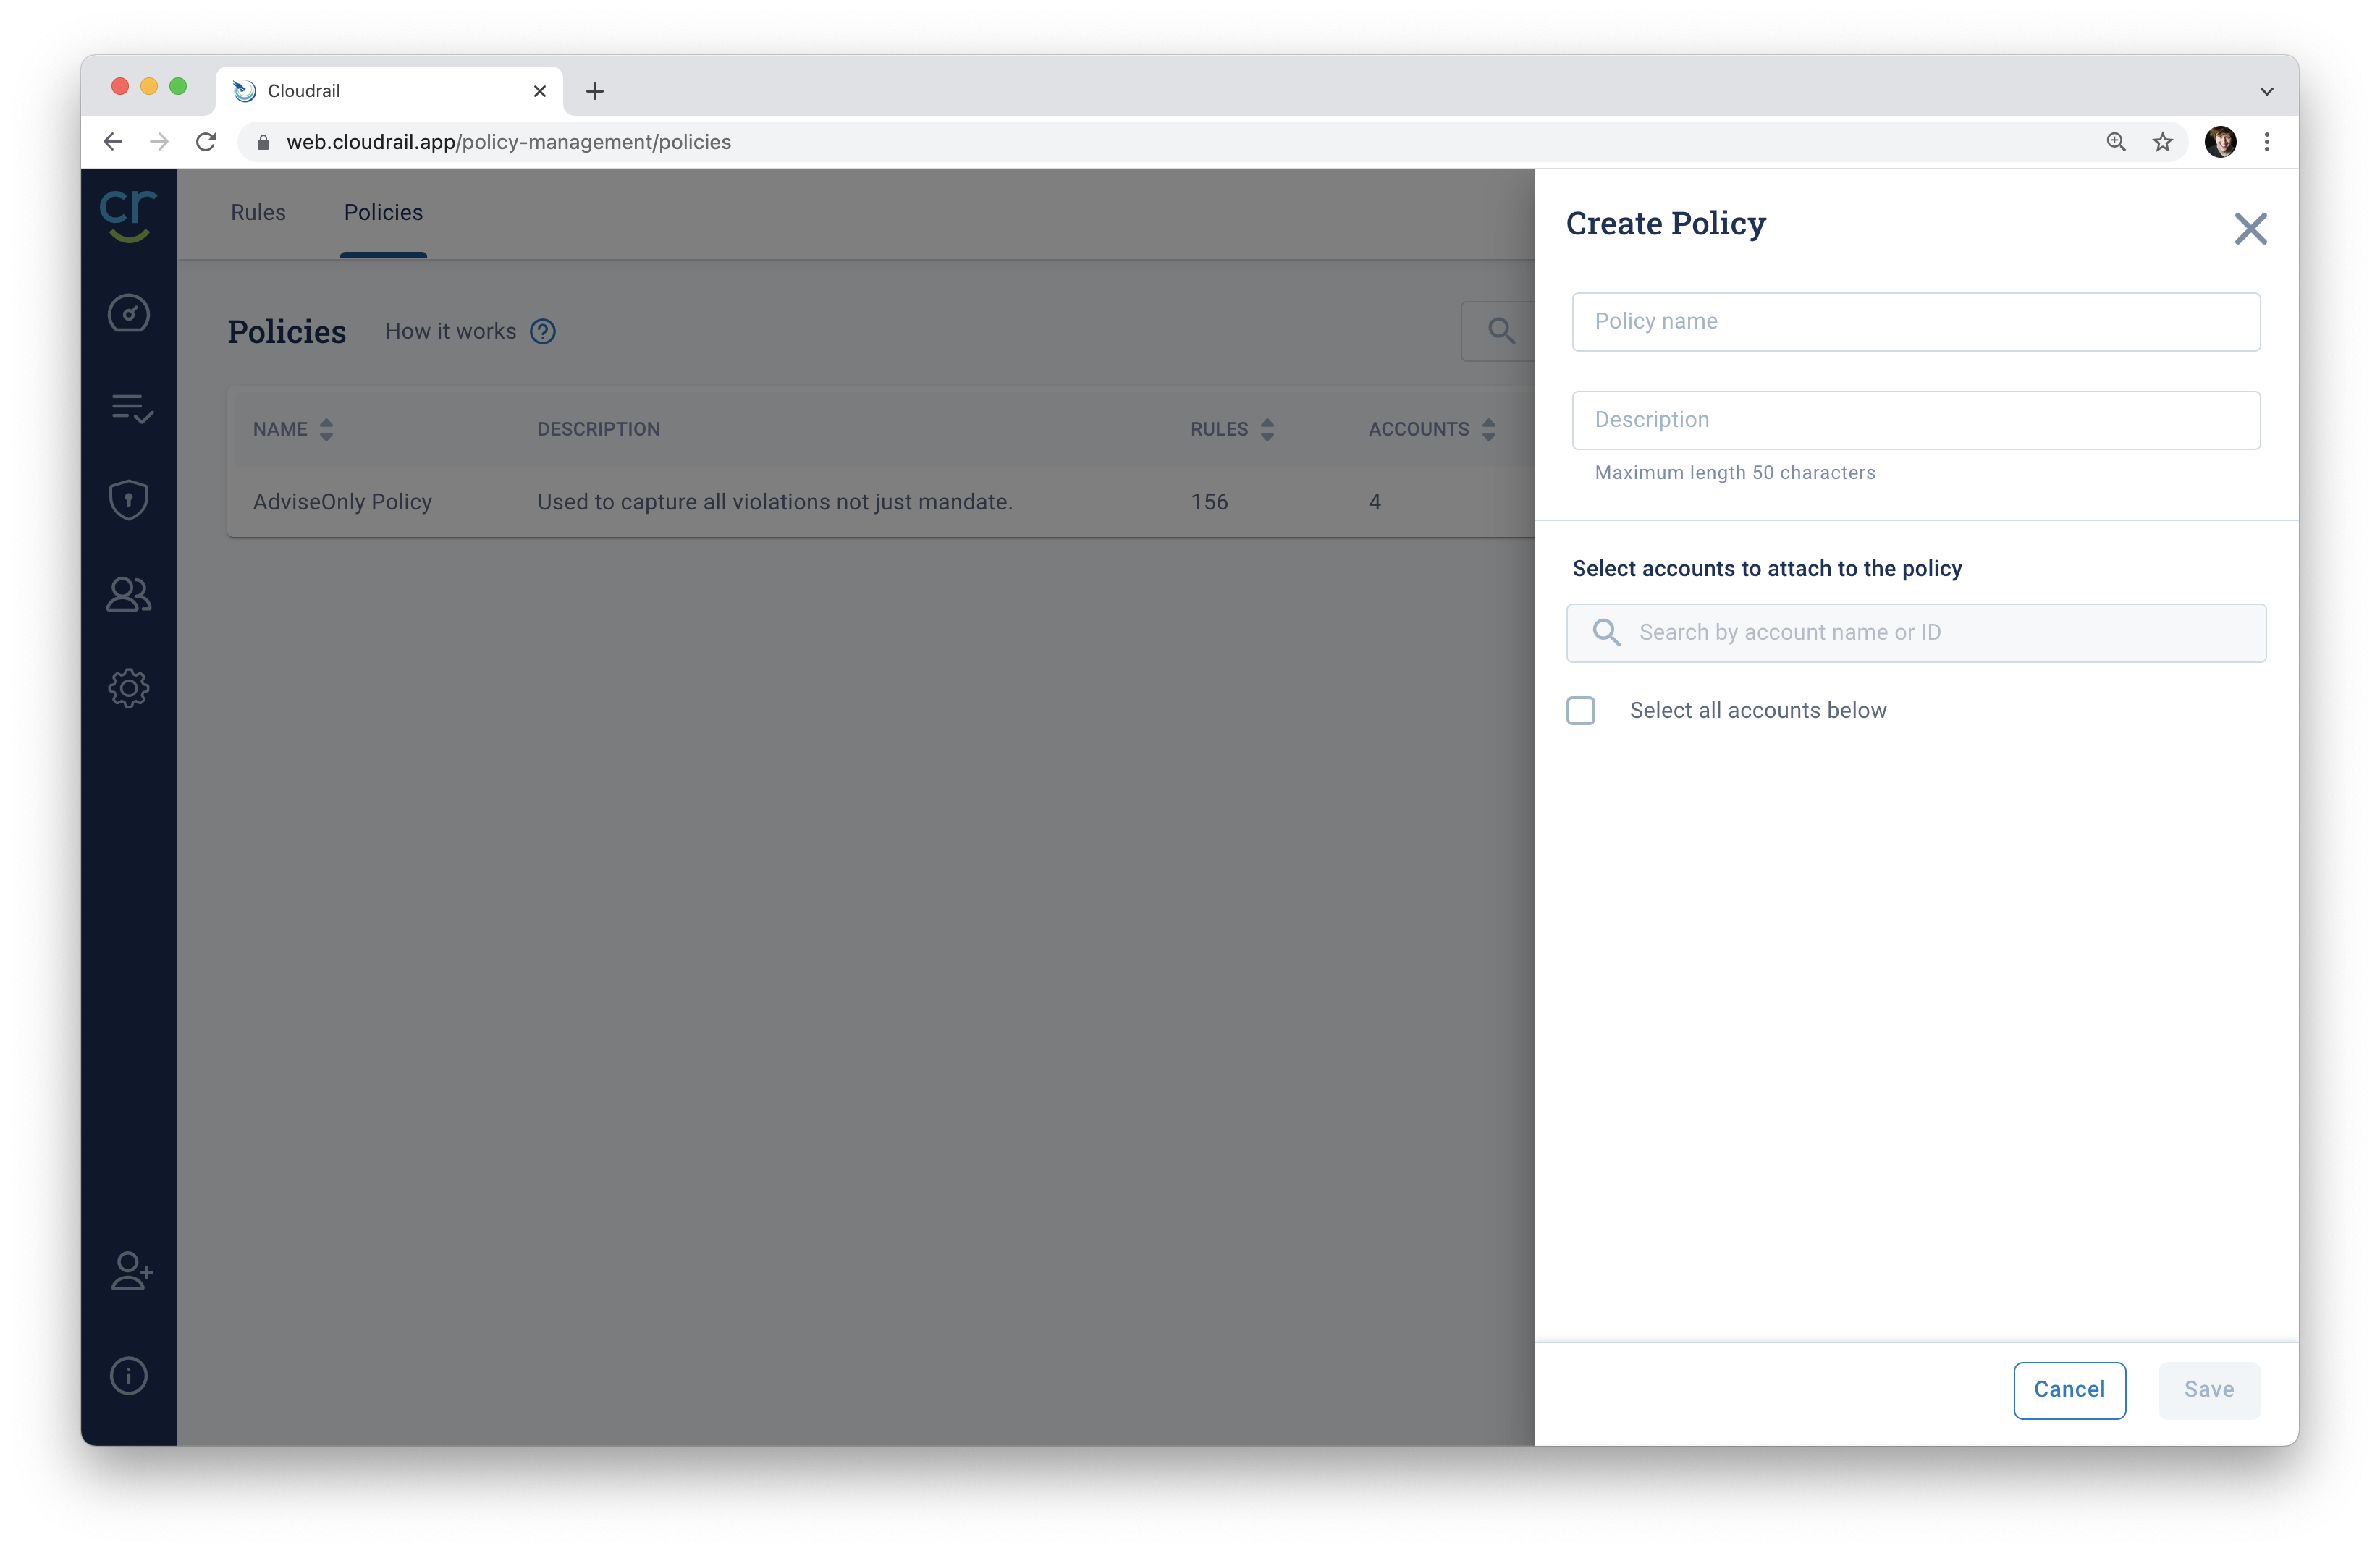 Cloudrail
web.cloudrail.app/policy-management/policies
cr
Rules Policies
Policies How it works ?
NAME DESCRIPTION RULES ACCOUNTS
AdviseOnly Policy Used to capture all violations not just mandate. 156 4
Create Policy
Policy name
Description
Maximum length 50 characters
Select accounts to attach to the policy
Search by account name or ID
Select all accounts below
Cancel Save